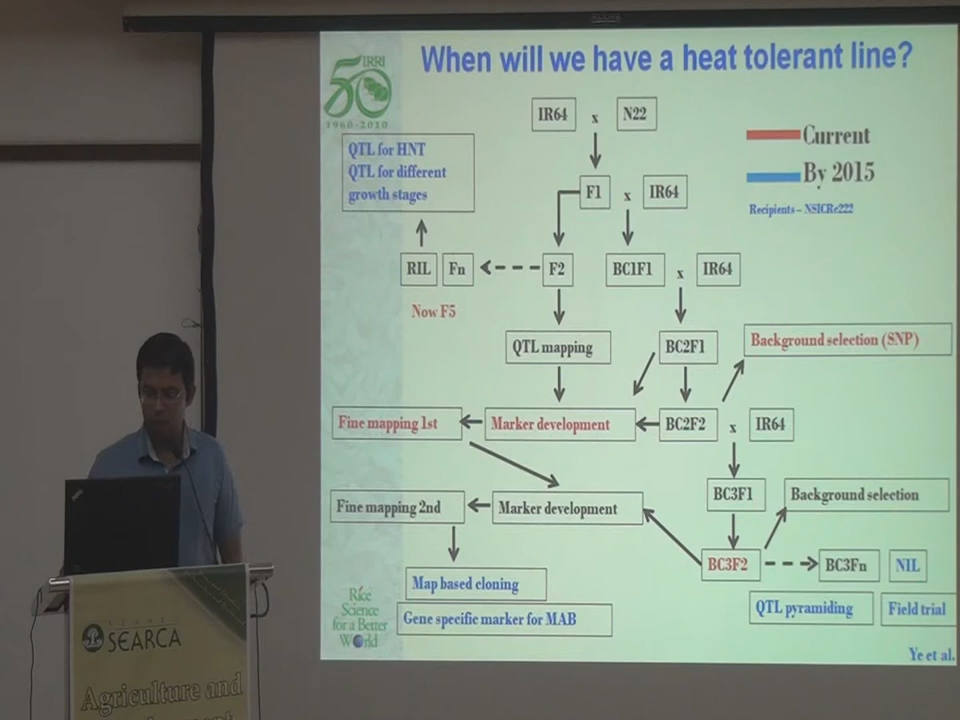 When will we have a heat tolerant line?
IRRI
50
1960-2010
IR64 x N22
QTL for HNT
QTL for different
growth stages
Current
By 2015
Recipients – NSICRc222
F1 x IR64
RIL Fn F2 BC1F1 x IR64
Now F5
QTL mapping BC2F1 Background selection (SNP)
Fine mapping 1st Marker development BC2F2 x IR64
Fine mapping 2nd Marker development BC3F1 Background selection
BC3F2 BC3Fn NIL
Map based cloning
Gene specific marker for MAB
QTL pyramiding Field trial
Rice
Science
for a Better
World
Ye et al.
SEARCA
Agriculture and